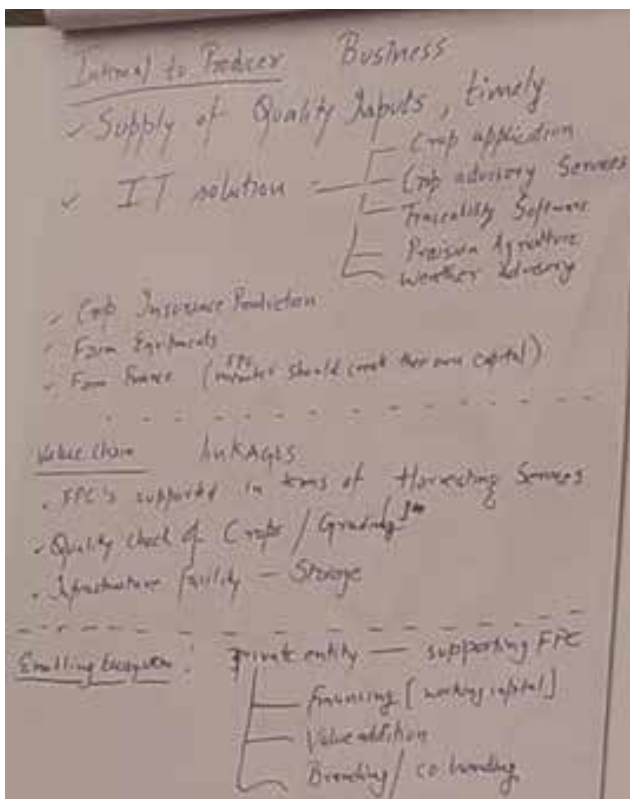 Internal to Producer Business
✓ Supply of Quality Inputs, timely
✓ IT solution
Crop application
Crop advisory Services
Traceability Software
Precision Agriculture
Weather Advisory
✓ Crop Insurance Production
✓ Farm Equipments
✓ Farm Finance (FPC member should create their own capital)
Value Chain linkAGES
. FPC's supported in terms of Harvesting Services
✓ Quality check of Crops / Grading
. Infrastructure facility — Storage
Enabling Ecosystem: Private entity — supporting FPC
Financing [working capital]
Value addition
Branding / co branding